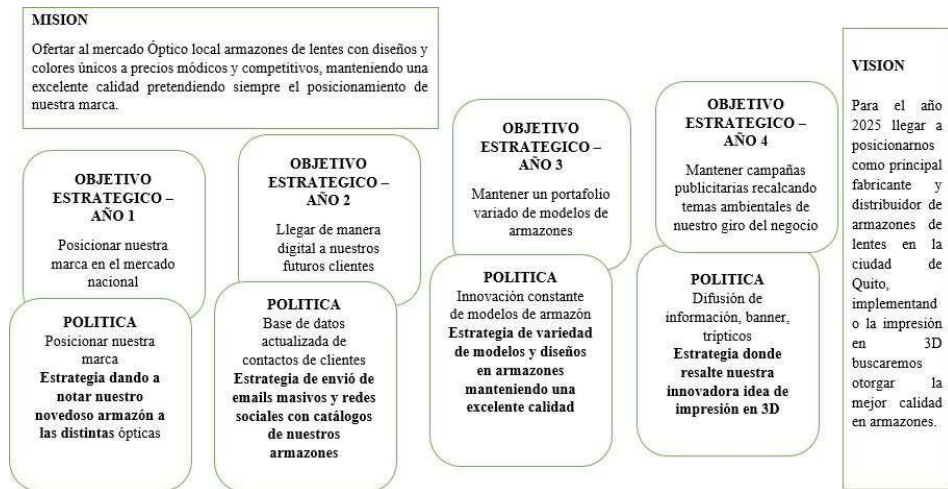 MISION
Ofertar al mercado Óptico local armazones de lentes con diseños y
colores únicos a precios módicos y competitivos, manteniendo una
excelente calidad pretendiendo siempre el posicionamiento de
nuestra marca.
OBJETIVO
ESTRATEGICO –
AÑO 1
Posicionar nuestra
marca en el mercado
nacional
POLITICA
Posicionar nuestra
marca
Estrategia dando a
notar nuestro
novedoso armazón a
las distintas ópticas
OBJETIVO
ESTRATEGICO –
AÑO 2
Llegar de manera
digital a nuestros
futuros clientes
POLITICA
Base de datos
actualizada de
contactos de clientes
Estrategia de envió de
emails masivos y redes
sociales con catálogos
de nuestros
armazones
OBJETIVO
ESTRATEGICO –
AÑO 3
Mantener un portafolio
variado de modelos de
armazones
POLITICA
Innovación constante
de modelos de armazón
Estrategia de variedad
de modelos y diseños
en armazones
manteniendo una
excelente calidad
OBJETIVO
ESTRATEGICO –
AÑO 4
Mantener campañas
publicitarias recalcando
temas ambientales de
nuestro giro del negocio
POLITICA
Difusión de
información, banner,
trípticos
Estrategia donde
resalte nuestra
innovadora idea de
impresión en 3D
VISION
Para el año
2025 llegar a
posicionarnos
como principal
fabricante y
distribuidor de
armazones de
lentes en la
ciudad de
Quito,
implementand
o la impresión
en 3D
buscaremos
otorgar la
mejor calidad
en armazones.